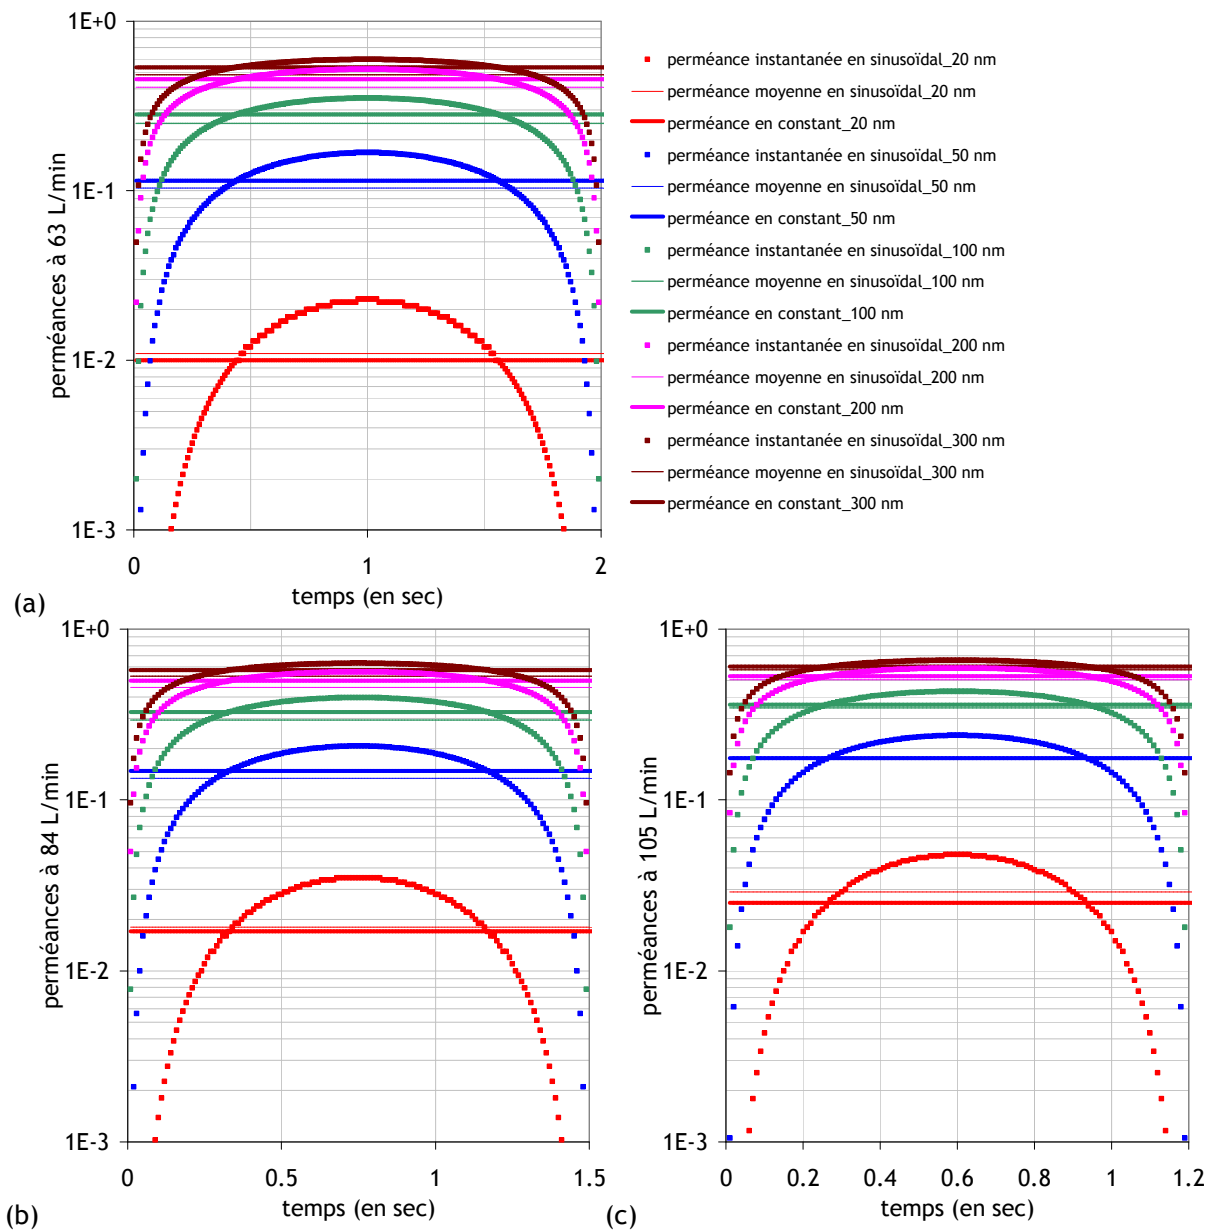 1E+0
1E-1
1E-2
1E-3
perméances à 63 L/min
0
1
2
temps (en sec)
(a)
perméance instantanée en sinusoïdal_20 nm
perméance moyenne en sinusoïdal_20 nm
perméance en constant_20 nm
perméance instantanée en sinusoïdal_50 nm
perméance moyenne en sinusoïdal_50 nm
perméance en constant_50 nm
perméance instantanée en sinusoïdal_100 nm
perméance moyenne en sinusoïdal_100 nm
perméance en constant_100 nm
perméance instantanée en sinusoïdal_200 nm
perméance moyenne en sinusoïdal_200 nm
perméance en constant_200 nm
perméance instantanée en sinusoïdal_300 nm
perméance moyenne en sinusoïdal_300 nm
perméance en constant_300 nm
1E+0
1E-1
1E-2
1E-3
perméances à 84 L/min
0
0.5
1
1.5
temps (en sec)
(b)
1E+0
1E-1
1E-2
1E-3
perméances à 105 L/min
0
0.2
0.4
0.6
0.8
1
1.2
temps (en sec)
(c)